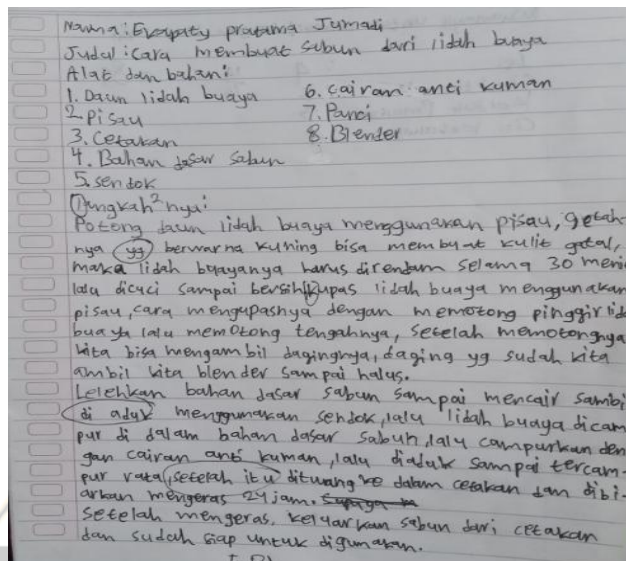 Nama: Evapaty pratama Jumadi
Judul: Cara membuat sabun dari lidah buaya
Alat dan bahan:
1. Daun lidah buaya 6. cairan anti kuman
2. Pisau 7. Panci
3. Cetakan 8. Blender
4. Bahan dasar sabun
5. sendok
Langkah² nya:
Potong daun lidah buaya menggunakan pisau, getah
nya yg berwarna kuning bisa membuat kulit gatal,
maka lidah buayanya harus direndam selama 30 meni
lalu dicuci sampai bersih, kupas lidah buaya menggunakan
pisau, cara mengupasnya dengan memotong pinggir lid
buaya lalu memotong tengahnya, setelah memotongnya
kita bisa mengambil dagingnya, daging yg sudah kita
ambil kita blender sampai halus.
Lelehkan bahan dasar sabun sampai mencair sambi
di aduk menggunakan sendok, lalu lidah buaya dicam
pur di dalam bahan dasar sabun, lalu campurkan den
gan cairan anti kuman, lalu diaduk sampai tercam-
pur rata, setelah itu dituang ke dalam cetakan dan dibi-
arkan mengeras 24 jam.
setelah mengeras, keluarkan sabun dari cetakan
dan sudah siap untuk digunakan.